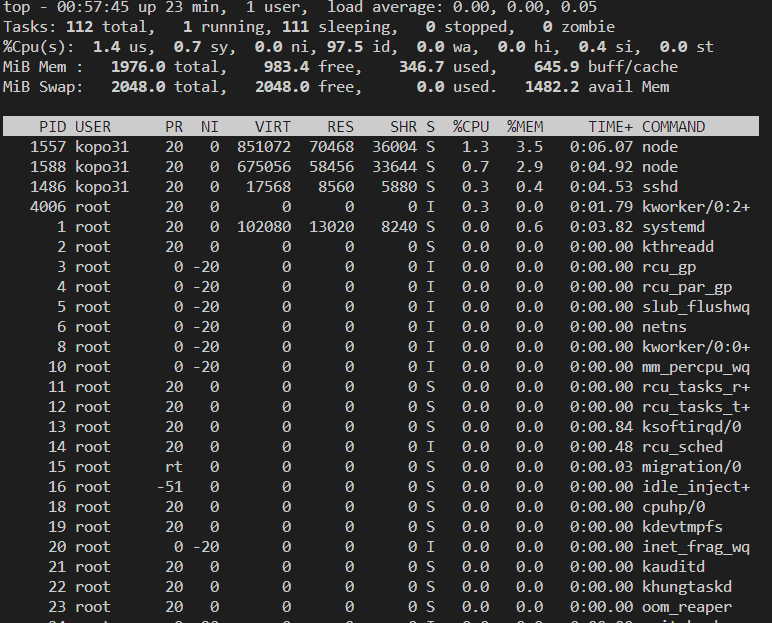 top - 00:57:45 up 23 min,  1 user,  load average: 0.00, 0.00, 0.05
Tasks: 112 total,   1 running, 111 sleeping,   0 stopped,   0 zombie
%Cpu(s):  1.4 us,  0.7 sy,  0.0 ni, 97.5 id,  0.0 wa,  0.0 hi,  0.4 si,  0.0 st
MiB Mem :   1976.0 total,    983.4 free,    346.7 used,    645.9 buff/cache
MiB Swap:   2048.0 total,   2048.0 free,      0.0 used.   1482.2 avail Mem
PID USER      PR  NI    VIRT    RES    SHR S  %CPU  %MEM     TIME+ COMMAND
1557 kopo31    20   0  851072  70468  36004 S   1.3   3.5   0:06.07 node
1588 kopo31    20   0  675056  58456  33644 S   0.7   2.9   0:04.92 node
1486 kopo31    20   0   17568   8560   5880 S   0.3   0.4   0:04.53 sshd
4006 root      20   0       0      0      0 I   0.3   0.0   0:01.79 kworker/0:2+
1 root      20   0  102080  13020   8240 S   0.0   0.6   0:03.82 systemd
2 root      20   0       0      0      0 S   0.0   0.0   0:00.00 kthreadd
3 root       0 -20       0      0      0 I   0.0   0.0   0:00.00 rcu_gp
4 root       0 -20       0      0      0 I   0.0   0.0   0:00.00 rcu_par_gp
5 root       0 -20       0      0      0 I   0.0   0.0   0:00.00 slub_flushwq
6 root       0 -20       0      0      0 I   0.0   0.0   0:00.00 netns
8 root       0 -20       0      0      0 I   0.0   0.0   0:00.00 kworker/0:0+
10 root       0 -20       0      0      0 I   0.0   0.0   0:00.00 mm_percpu_wq
11 root      20   0       0      0      0 S   0.0   0.0   0:00.00 rcu_tasks_r+
12 root      20   0       0      0      0 S   0.0   0.0   0:00.00 rcu_tasks_t+
13 root      20   0       0      0      0 S   0.0   0.0   0:00.84 ksoftirqd/0
14 root      20   0       0      0      0 I   0.0   0.0   0:00.48 rcu_sched
15 root      rt   0       0      0      0 S   0.0   0.0   0:00.03 migration/0
16 root     -51   0       0      0      0 S   0.0   0.0   0:00.00 idle_inject+
18 root      20   0       0      0      0 S   0.0   0.0   0:00.00 cpuhp/0
19 root      20   0       0      0      0 S   0.0   0.0   0:00.00 kdevtmpfs
20 root       0 -20       0      0      0 I   0.0   0.0   0:00.00 inet_frag_wq
21 root      20   0       0      0      0 S   0.0   0.0   0:00.00 kauditd
22 root      20   0       0      0      0 S   0.0   0.0   0:00.00 khungtaskd
23 root      20   0       0      0      0 S   0.0   0.0   0:00.00 oom_reaper